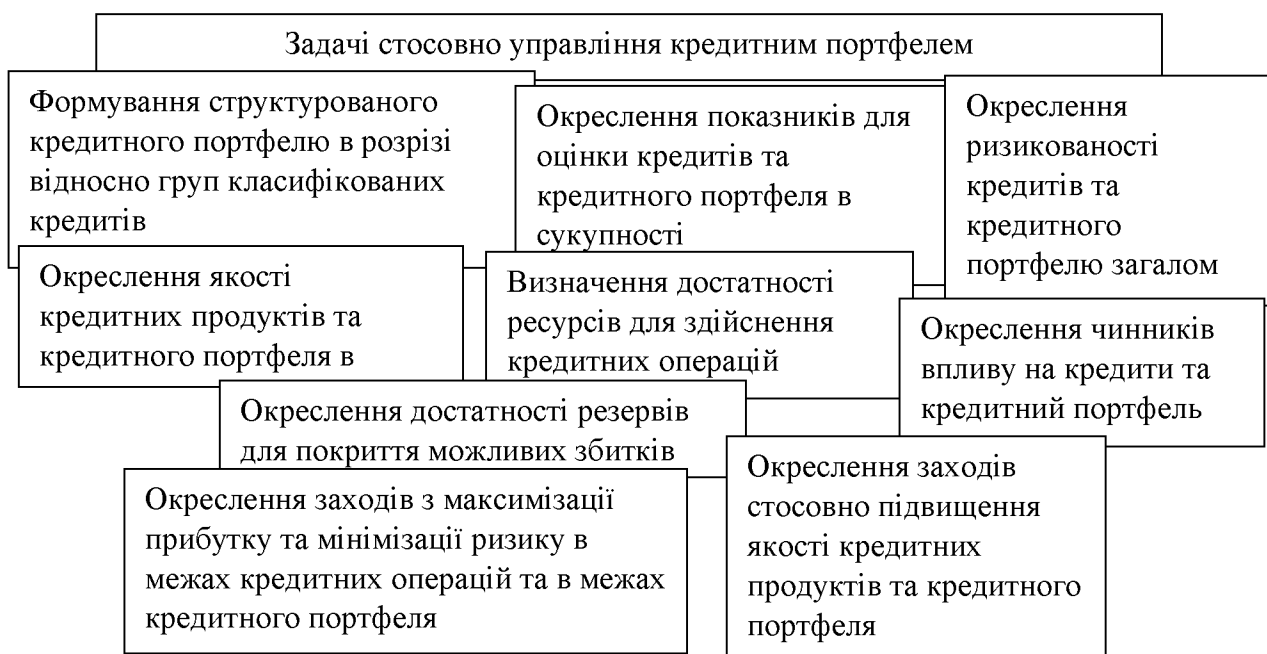 Задачі стосовно управління кредитним портфелем
Формування структурованого
кредитного портфелю в розрізі
відносно груп класифікованих
кредитів
Окреслення показників для
оцінки кредитів та
кредитного портфеля в
сукупності
Окреслення
ризикованості
кредитів та
кредитного
портфелю загалом
Окреслення якості
кредитних продуктів та
кредитного портфеля в
Визначення достатності
ресурсів для здійснення
кредитних операцій
Окреслення чинників
впливу на кредити та
кредитний портфель
Окреслення достатності резервів
для покриття можливих збитків
Окреслення заходів з максимізації
прибутку та мінімізації ризику в
межах кредитних операцій та в межах
кредитного портфеля
Окреслення заходів
стосовно підвищення
якості кредитних
продуктів та кредитного
портфеля